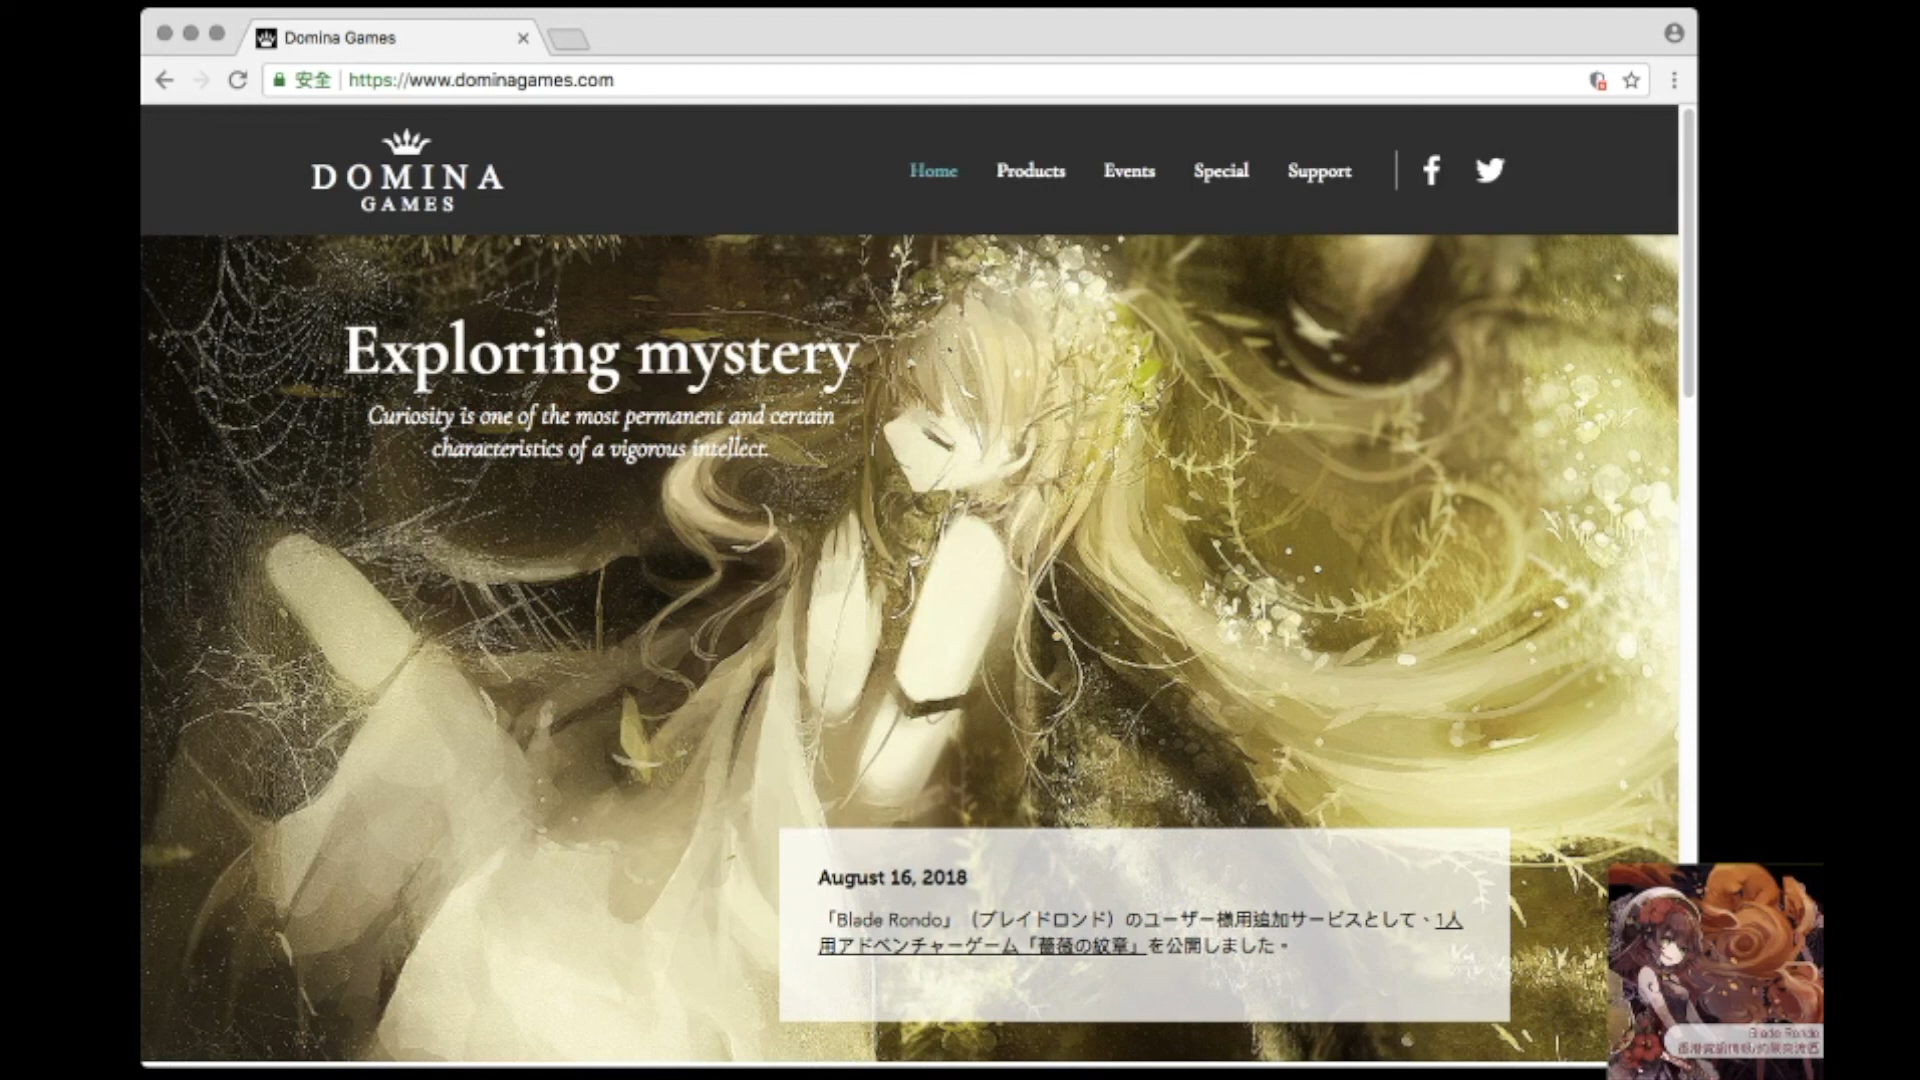 Domina Games
安全 https://www.dominagames.com
DOMINA
GAMES
Home Products Events Special Support
Exploring mystery
Curiosity is one of the most permanent and certain
characteristics of a vigorous intellect.
August 16, 2018
「Blade Rondo」（ブレイドロンド）のユーザー様用追加サービスとして、1人
用アドベンチャーゲーム「薔薇の紋章」を公開しました。
Blade Rondo